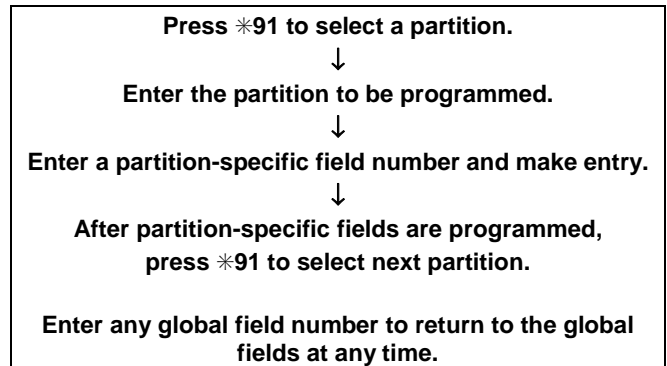 Press ✳91 to select a partition.
↓
Enter the partition to be programmed.
↓
Enter a partition-specific field number and make entry.
↓
After partition-specific fields are programmed,
press ✳91 to select next partition.
Enter any global field number to return to the global
fields at any time.